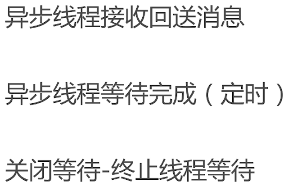 异步线程接收回送消息
异步线程等待完成（定时）
关闭等待-终止线程等待